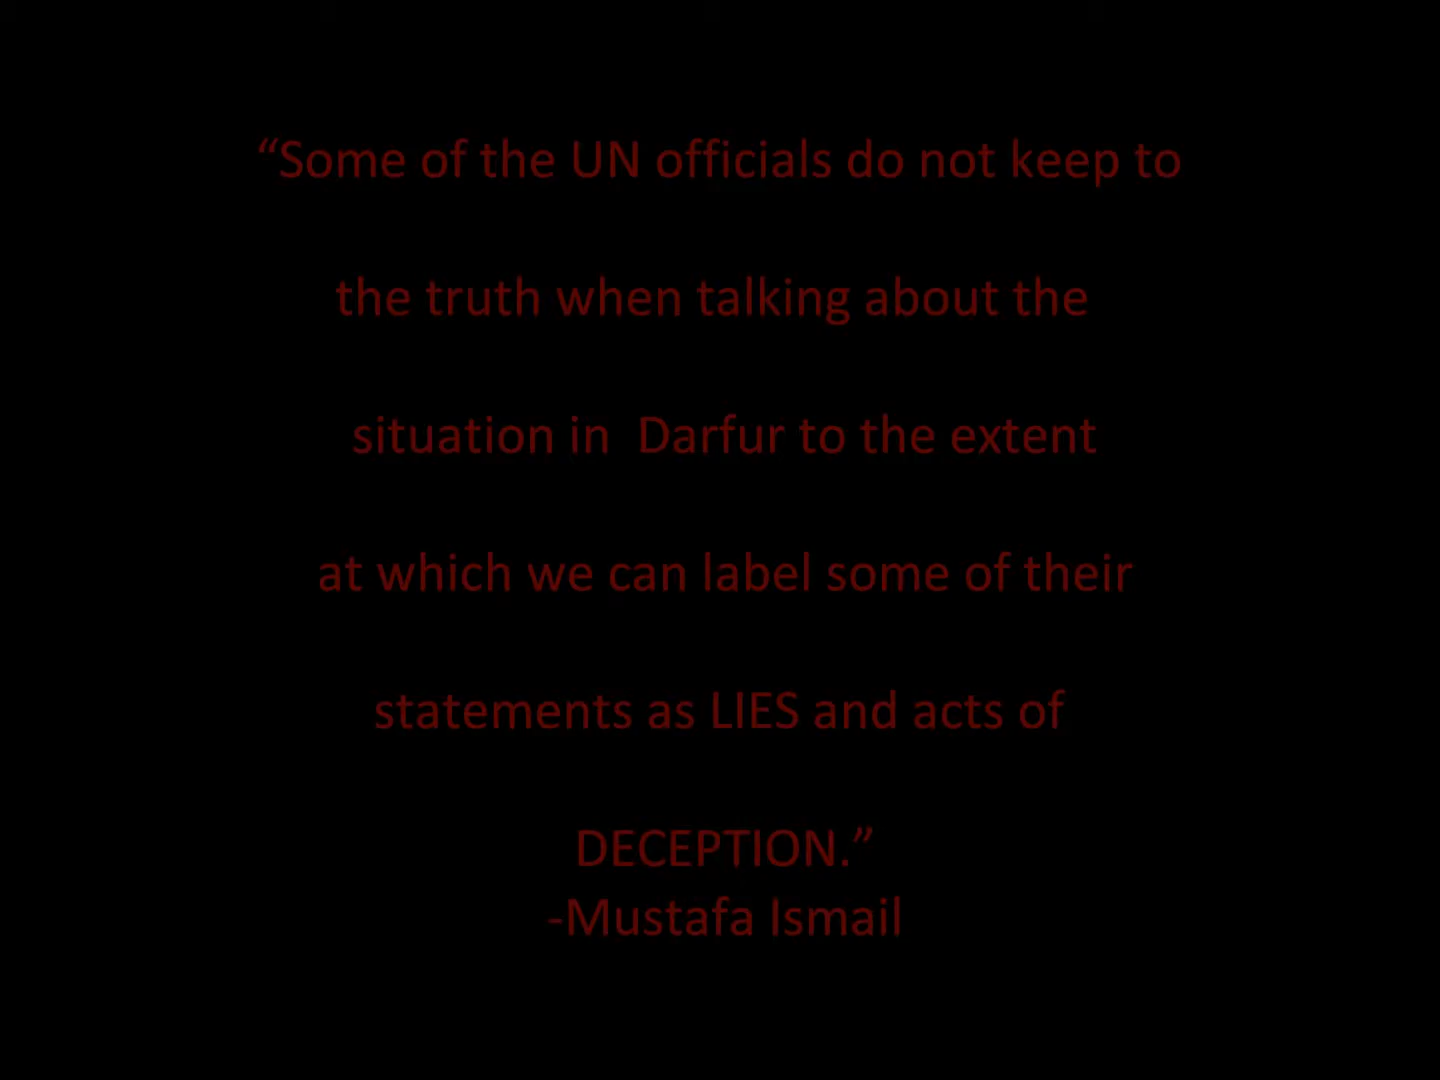 “Some of the UN officials do not keep to
the truth when talking about the
situation in  Darfur to the extent
at which we can label some of their
statements as LIES and acts of
DECEPTION.”
-Mustafa Ismail